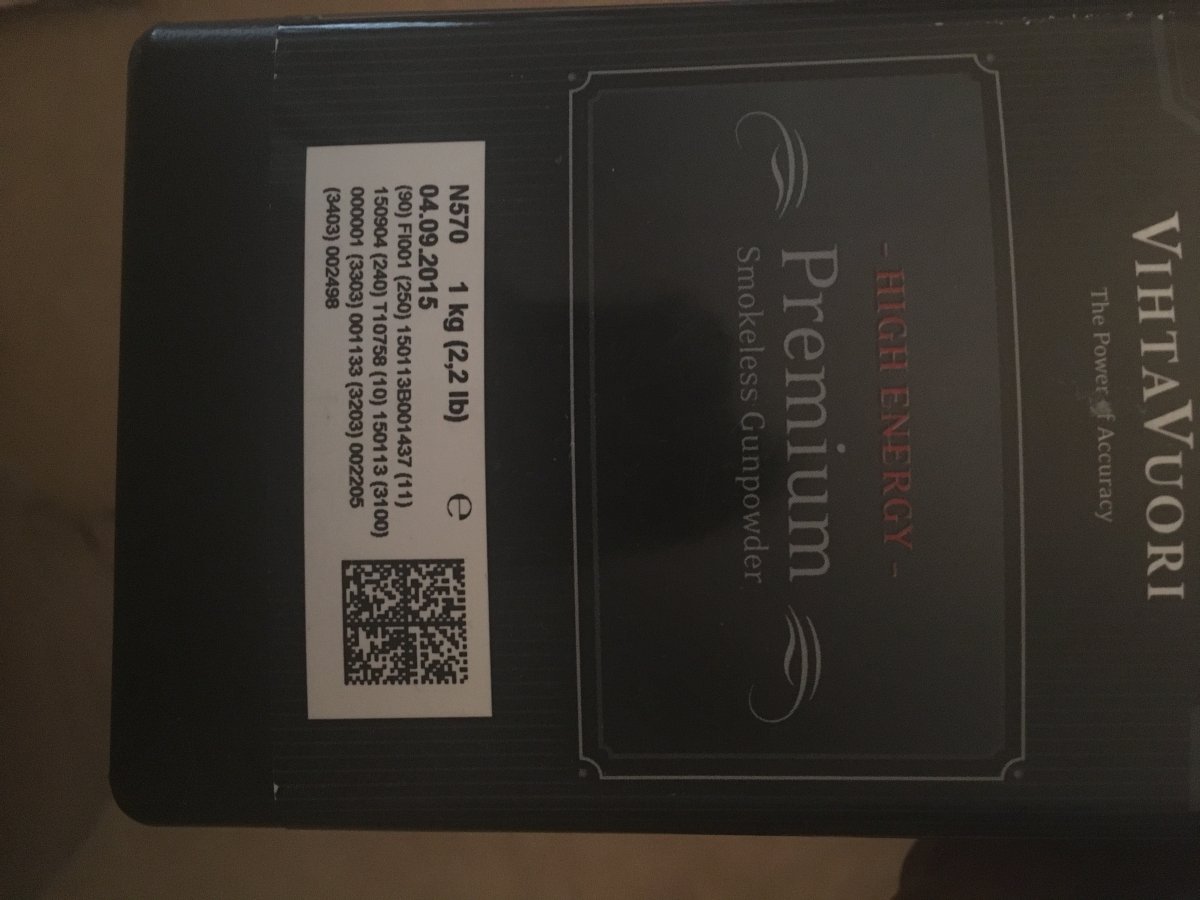 VIHTAVUORI
The Power of Accuracy
- HIGH ENERGY -
Premium
Smokeless Gunpowder
N570 1 kg (2,2 lb) e
04.09.2015
(90) FI001 (250) 150113B001437 (11)
150904 (240) T10758 (10) 150113 (3100)
000001 (3303) 001133 (3203) 002205
(3403) 002498